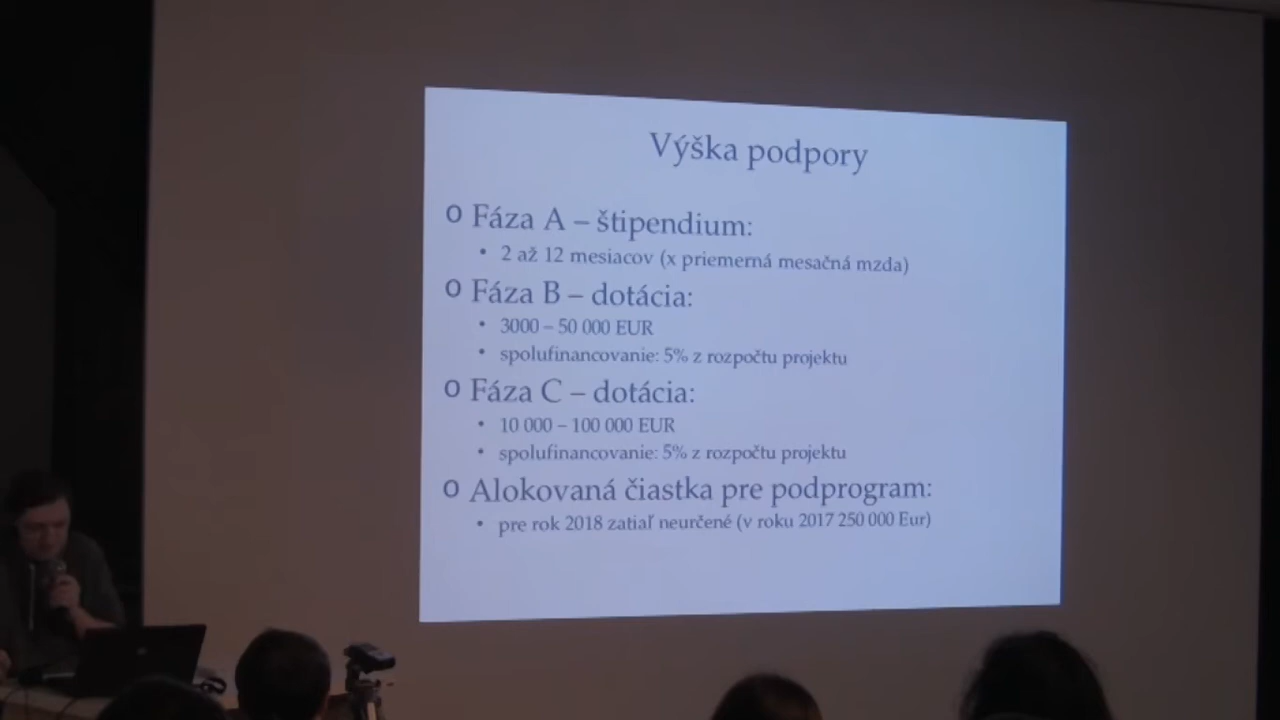 Výška podpory
o Fáza A – štipendium:
• 2 až 12 mesiacov (x priemerná mesačná mzda)
o Fáza B – dotácia:
• 3000 – 50 000 EUR
• spolufinancovanie: 5% z rozpočtu projektu
o Fáza C – dotácia:
• 10 000 – 100 000 EUR
• spolufinancovanie: 5% z rozpočtu projektu
o Alokovaná čiastka pre podprogram:
• pre rok 2018 zatiaľ neurčené (v roku 2017 250 000 Eur)